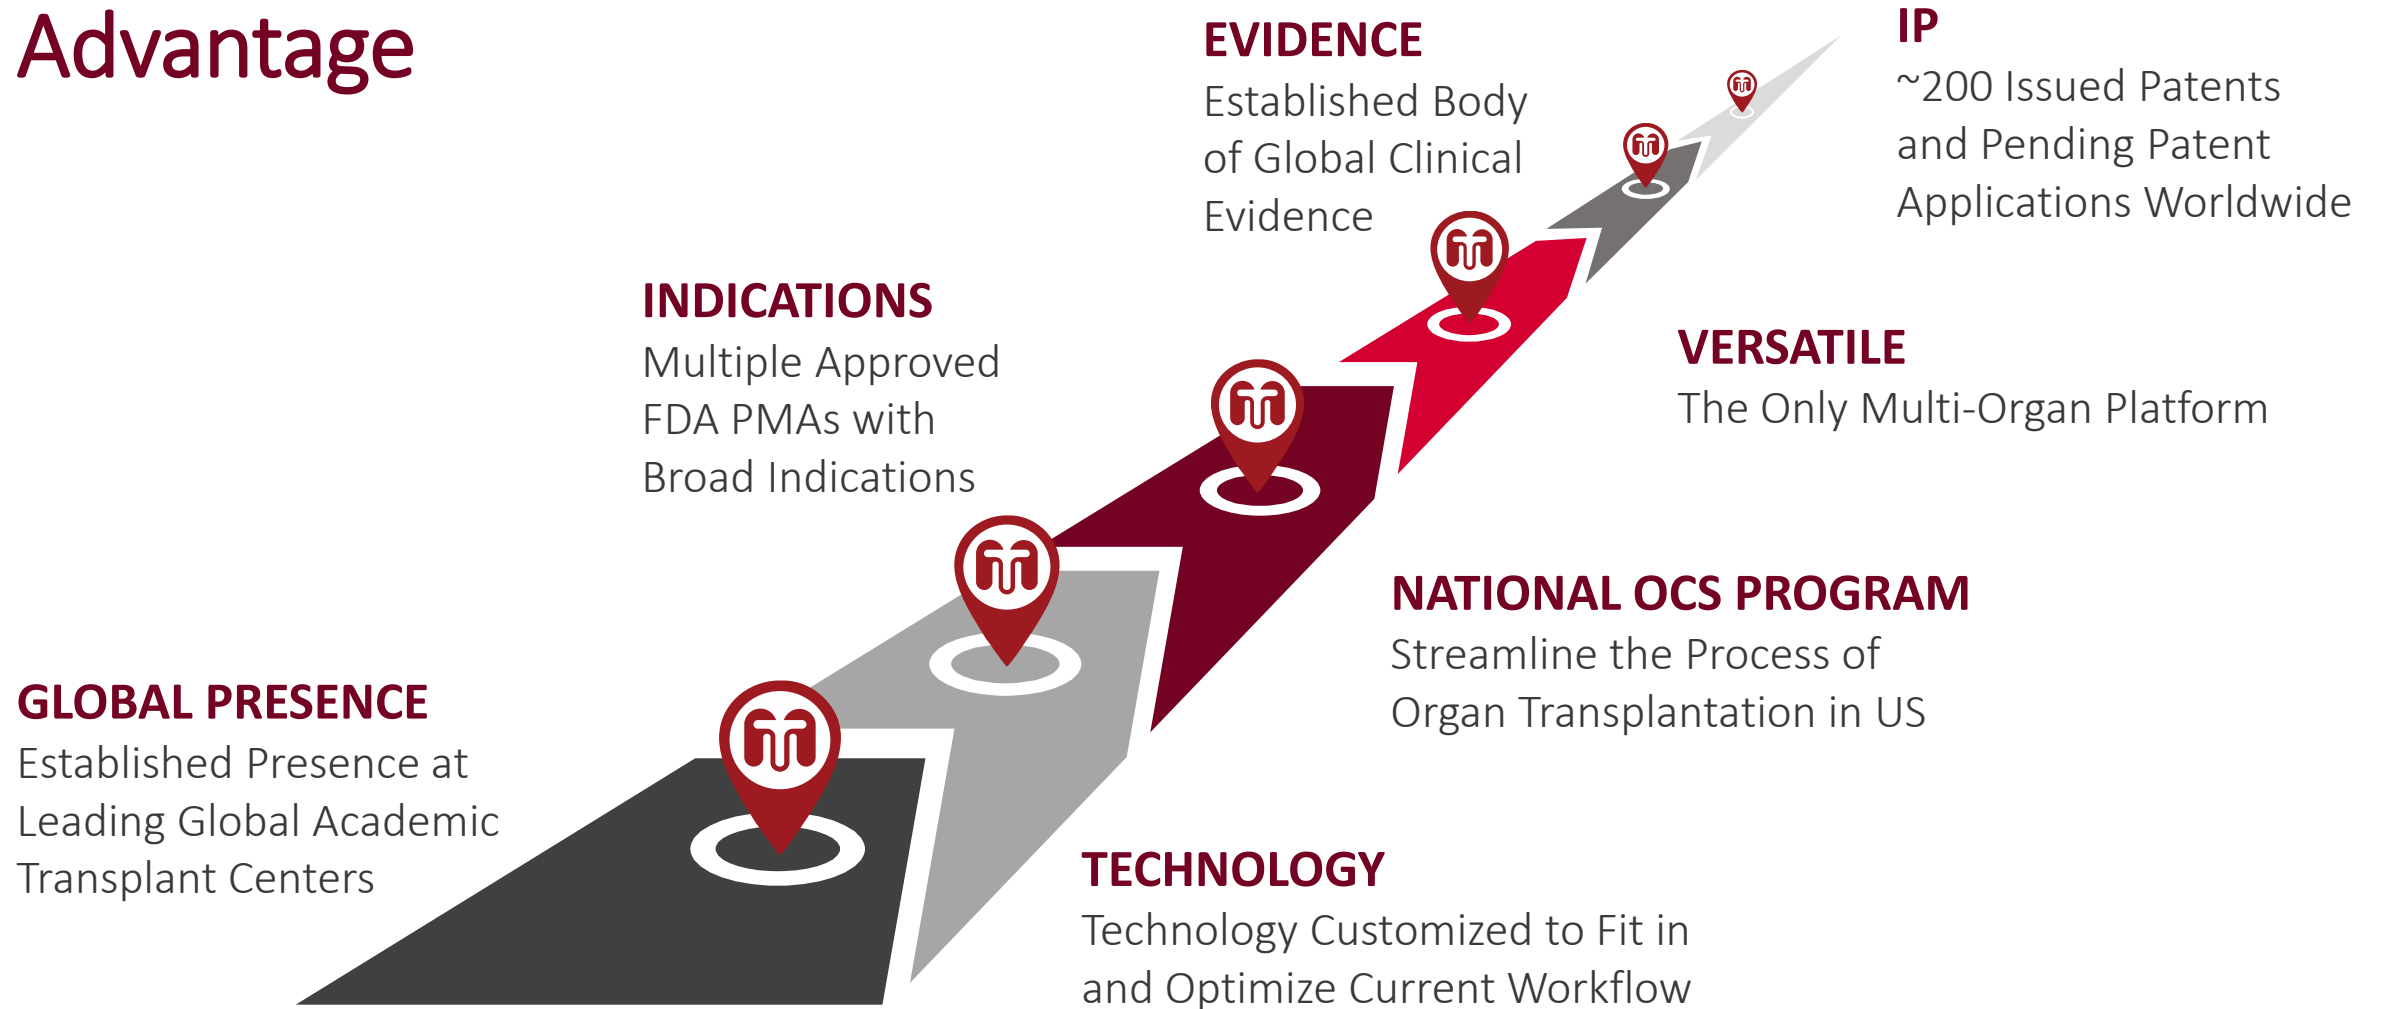 Advantage
GLOBAL PRESENCE
Established Presence at
Leading Global Academic
Transplant Centers
INDICATIONS
Multiple Approved
FDA PMAs with
Broad Indications
EVIDENCE
Established Body
of Global Clinical
Evidence
IP
~200 Issued Patents
and Pending Patent
Applications Worldwide
VERSATILE
The Only Multi-Organ Platform
NATIONAL OCS PROGRAM
Streamline the Process of
Organ Transplantation in US
TECHNOLOGY
Technology Customized to Fit in
and Optimize Current Workflow